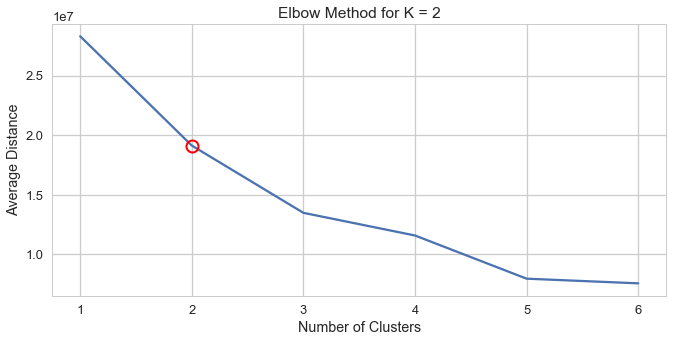 Elbow Method for K = 2
1e7
2.5
2.0
1.5
1.0
Average Distance
1 2 3 4 5 6
Number of Clusters